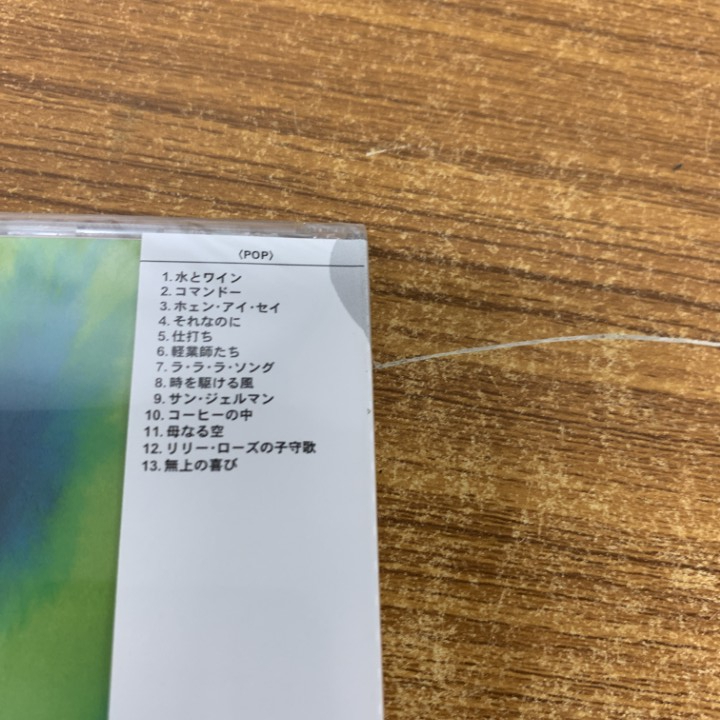 〈POP〉
1. 水とワイン
2. コマンドー
3. ホェン・アイ・セイ
4. それなのに
5. 仕打ち
6. 軽業師たち
7. ラ・ラ・ラ・ソング
8. 時を駆ける風
9. サン・ジェルマン
10. コーヒーの中
11. 母なる空
12. リリー・ローズの子守歌
13. 無上の喜び